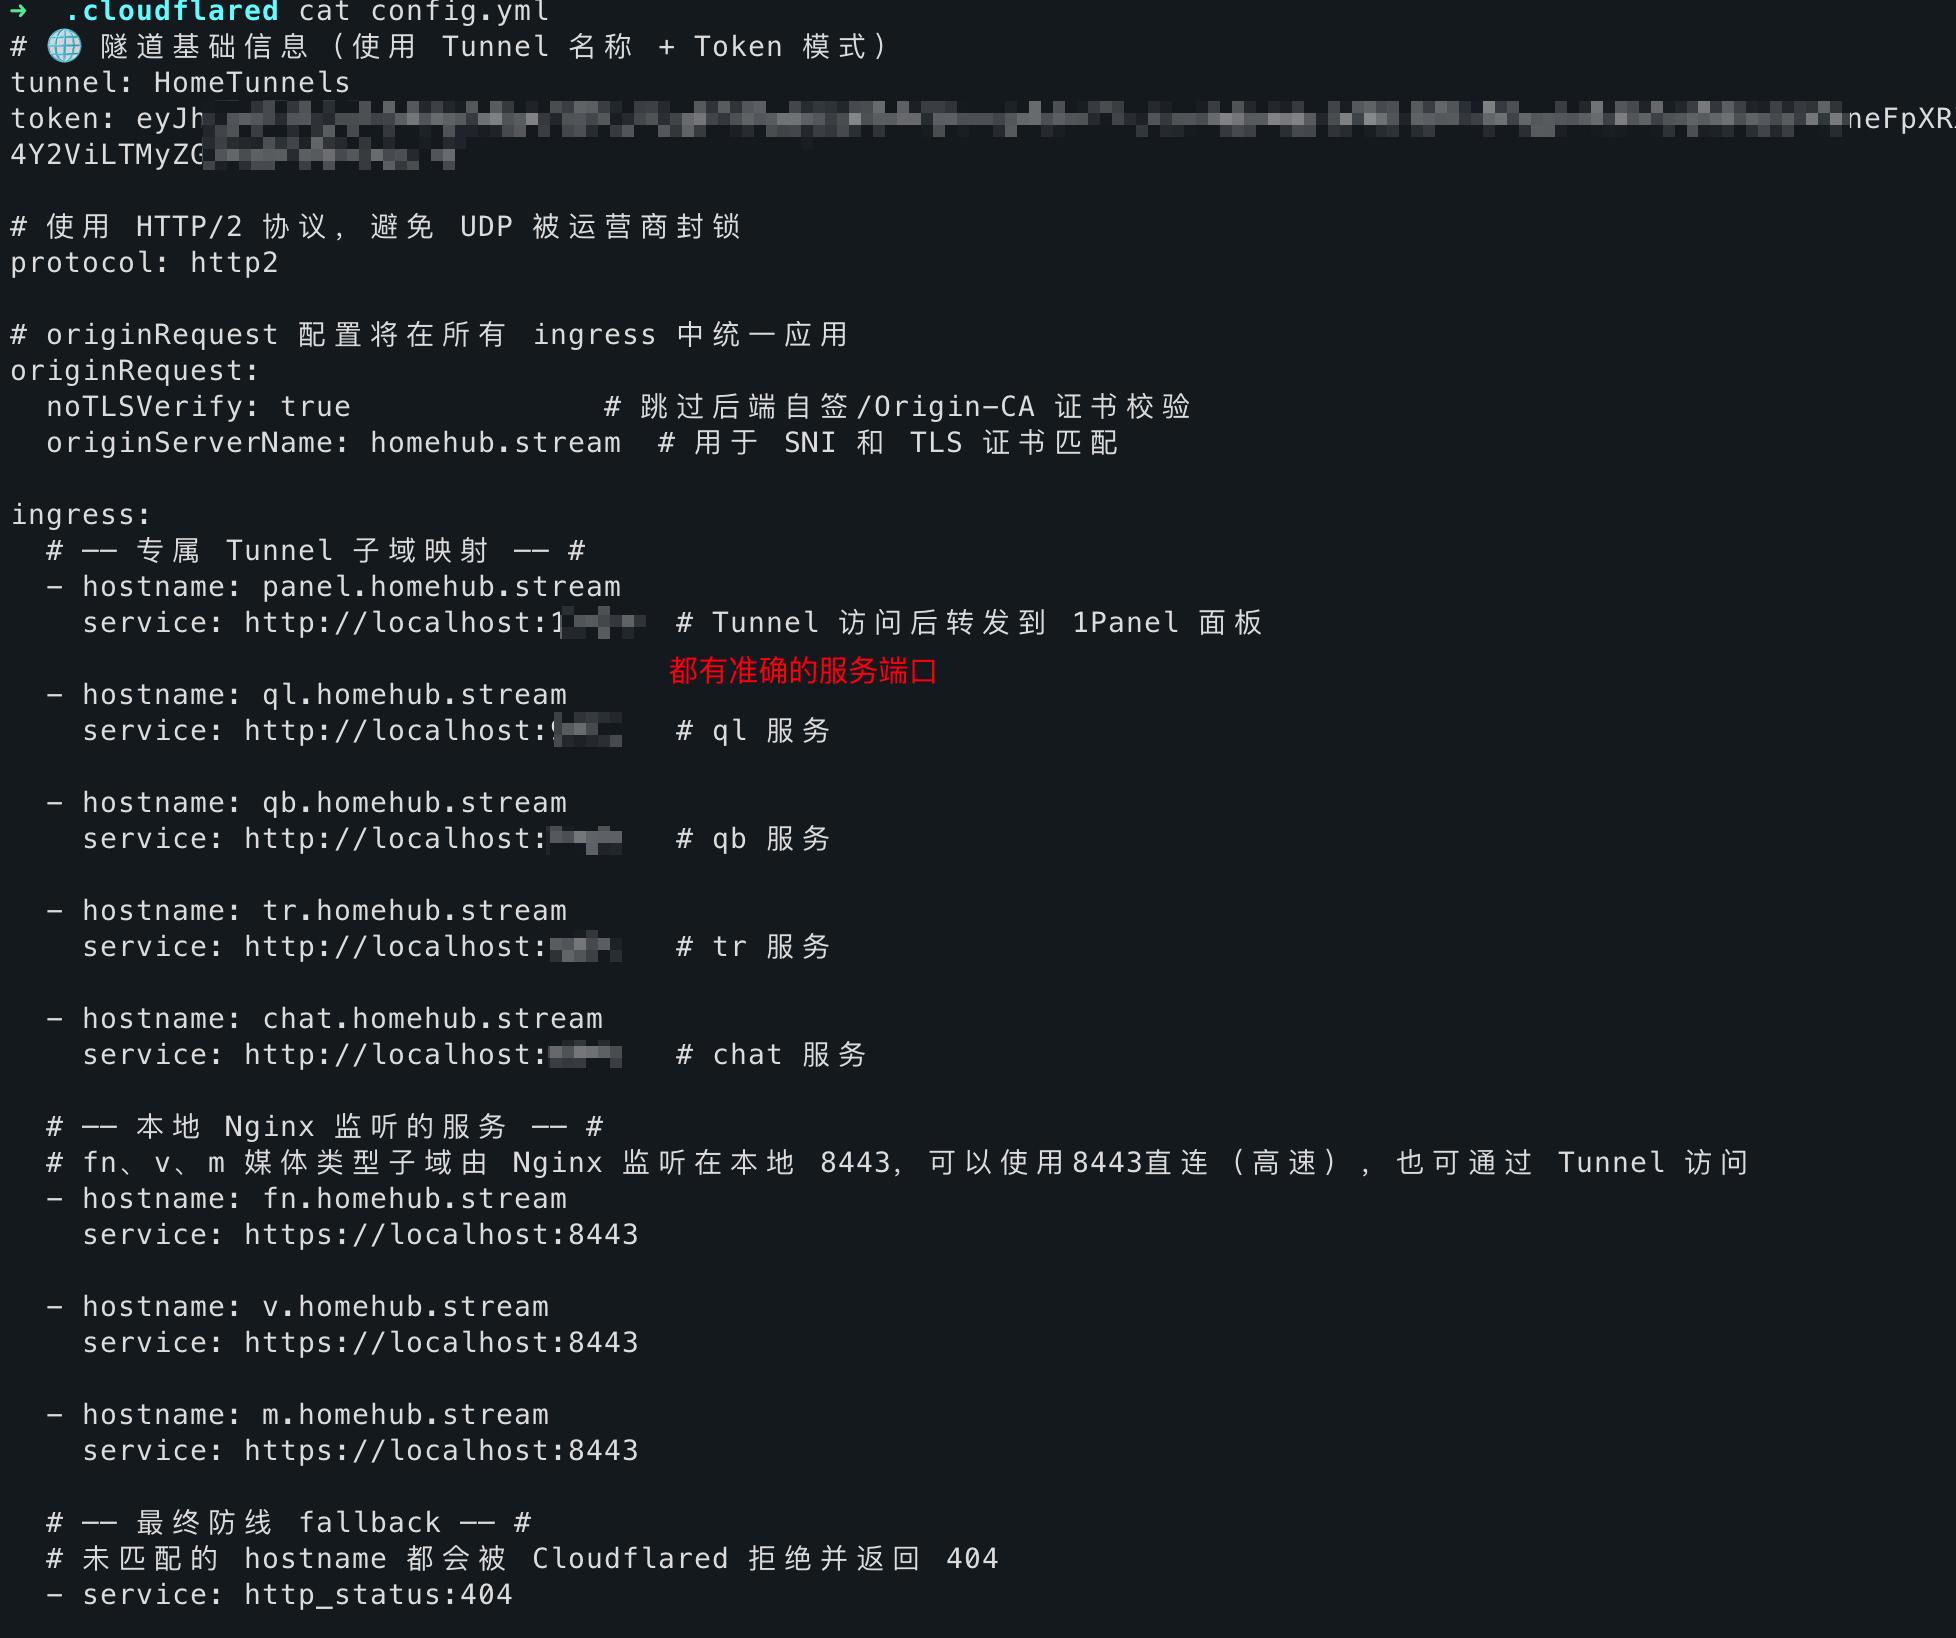 ➜  .cloudflared cat config.yml
# 🌐 隧道基础信息（使用 Tunnel 名称 + Token 模式）
tunnel: HomeTunnels
token: eyJh neFpXR
4Y2ViLTMyZG
# 使用 HTTP/2 协议，避免 UDP 被运营商封锁
protocol: http2
# originRequest 配置将在所有 ingress 中统一应用
originRequest:
  noTLSVerify: true              # 跳过后端自签/Origin-CA 证书校验
  originServerName: homehub.stream  # 用于 SNI 和 TLS 证书匹配
ingress:
  # —— 专属 Tunnel 子域映射 —— #
  - hostname: panel.homehub.stream
    service: http://localhost:1  # Tunnel 访问后转发到 1Panel 面板
都有准确的服务端口
  - hostname: ql.homehub.stream
    service: http://localhost:   # ql 服务
  - hostname: qb.homehub.stream
    service: http://localhost:   # qb 服务
  - hostname: tr.homehub.stream
    service: http://localhost:   # tr 服务
  - hostname: chat.homehub.stream
    service: http://localhost:   # chat 服务
  # —— 本地 Nginx 监听的服务 —— #
  # fn、v、m 媒体类型子域由 Nginx 监听在本地 8443，可以使用8443直连（高速），也可通过 Tunnel 访问
  - hostname: fn.homehub.stream
    service: https://localhost:8443
  - hostname: v.homehub.stream
    service: https://localhost:8443
  - hostname: m.homehub.stream
    service: https://localhost:8443
  # —— 最终防线 fallback —— #
  # 未匹配的 hostname 都会被 Cloudflared 拒绝并返回 404
  - service: http_status:404